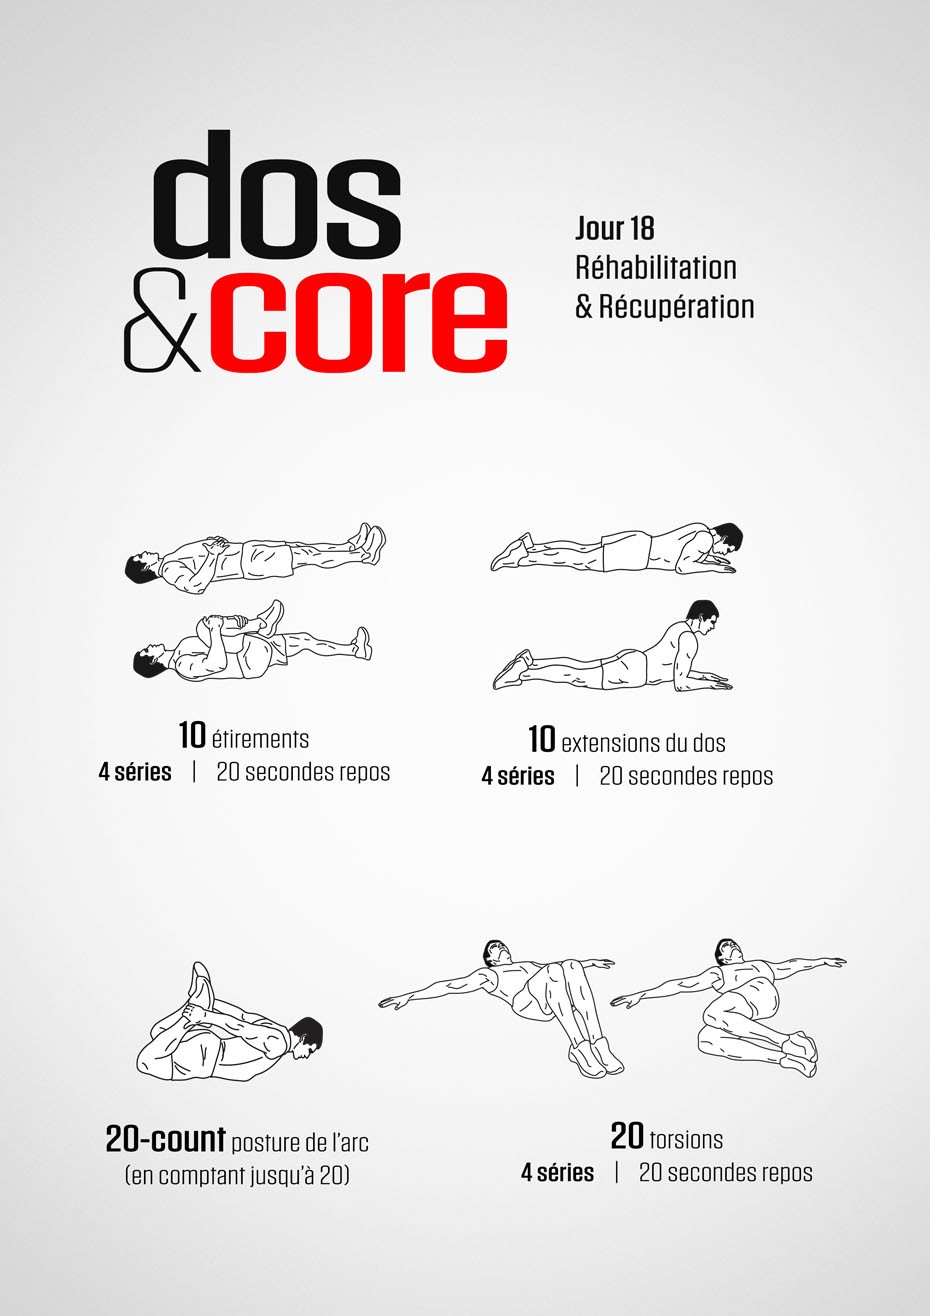 dos
&core
Jour 18
Réhabilitation
& Récupération
10 étirements
4 séries | 20 secondes repos
10 extensions du dos
4 séries | 20 secondes repos
20-count posture de l'arc
(en comptant jusqu'à 20)
20 torsions
4 séries | 20 secondes repos